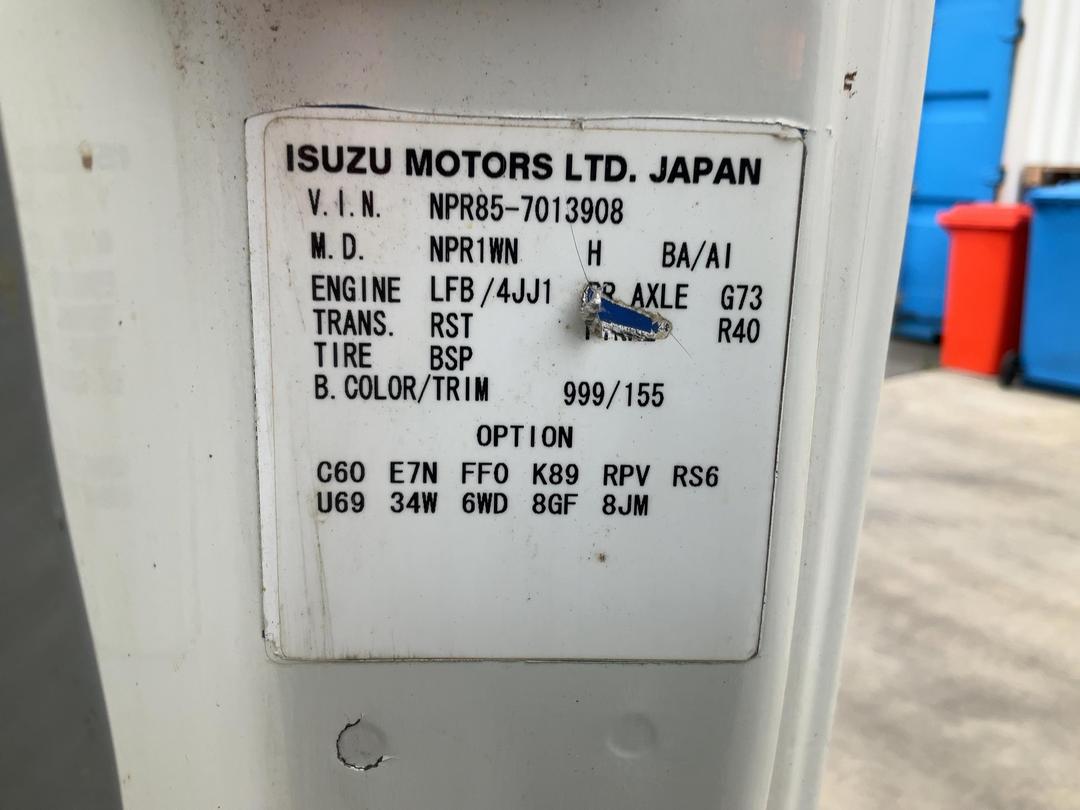 ISUZU MOTORS LTD. JAPAN
V.I.N. NPR85-7013908
M.D. NPR1WN H BA/AI
ENGINE LFB/4JJ1 AXLE G73
TRANS. RST R40
TIRE BSP
B. COLOR/TRIM 999/155
OPTION
C60 E7N FF0 K89 RPV RS6
U69 34W 6WD 8GF 8JM